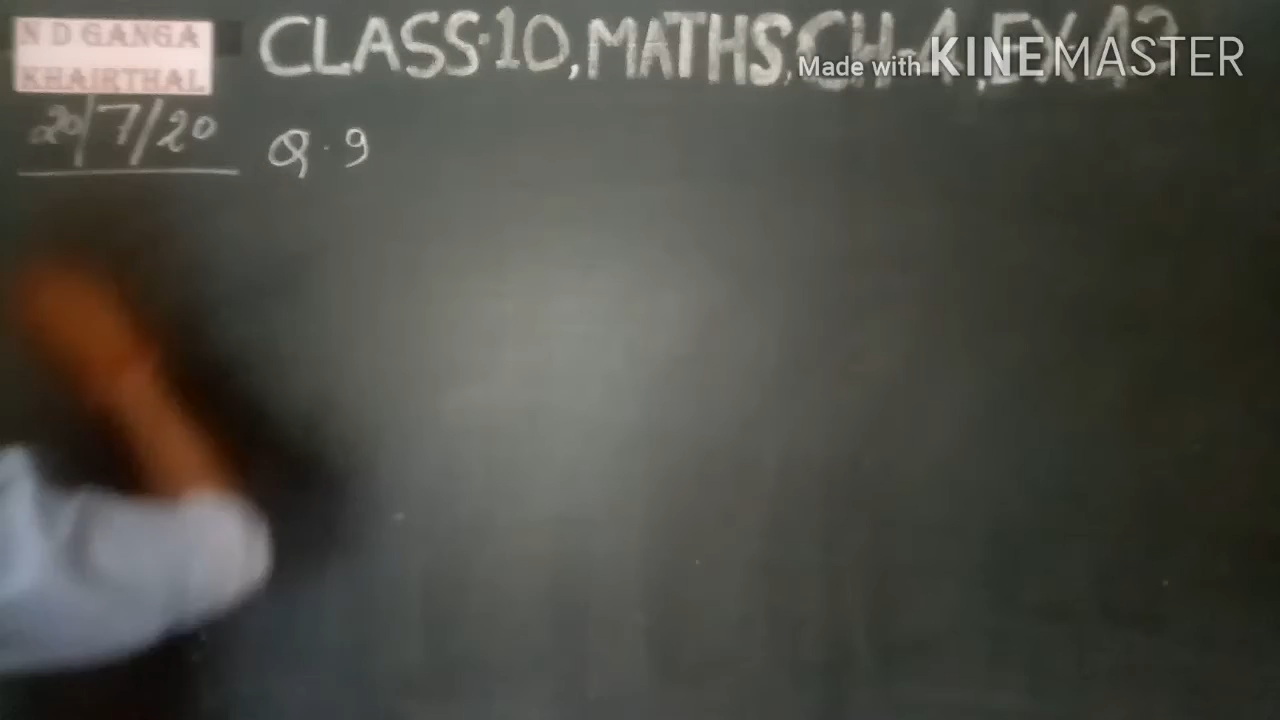 N D GANGA
KHAIRTHAL
CLASS·10, MATHS, CH-4, EX-4.3
Made with KINEMASTER
20/7/20
Q.9